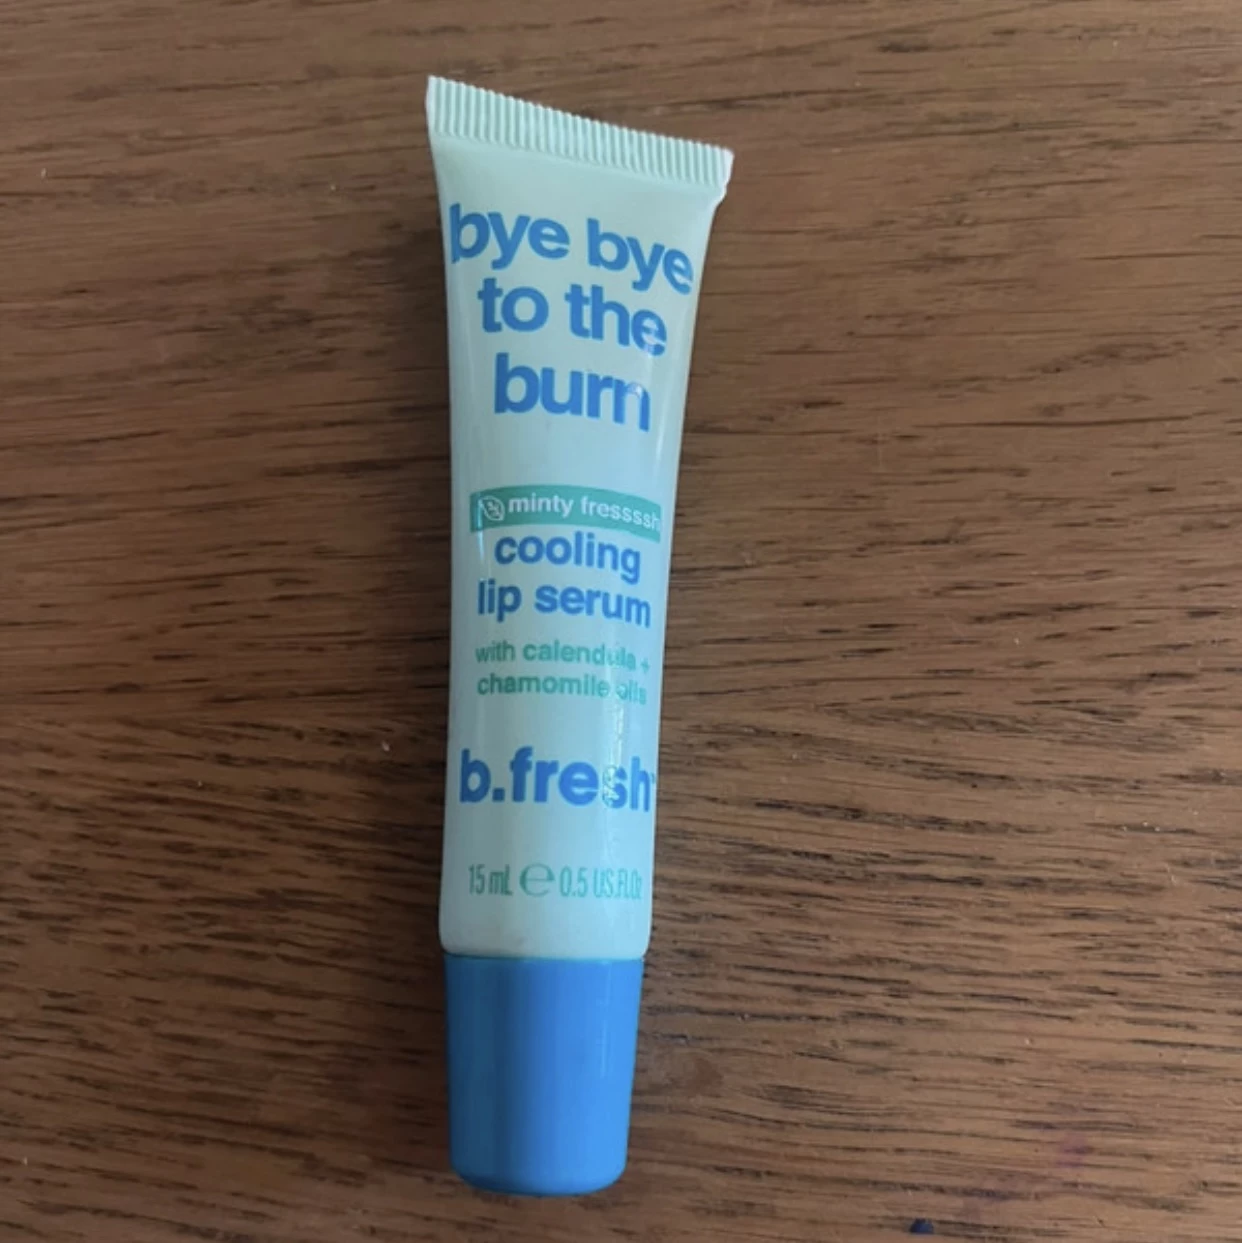 bye bye
to the
burn
minty fressssh
cooling
lip serum
with calendula +
chamomile oils
b.fresh
15 mL e 0.5 US.Fl.Oz